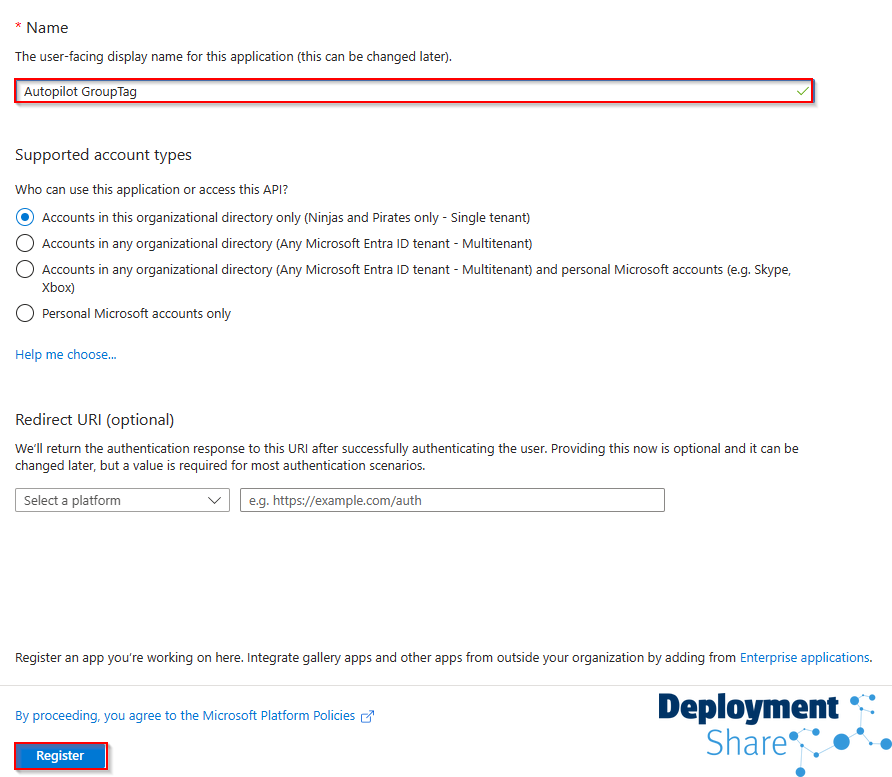 * Name
The user-facing display name for this application (this can be changed later).
Autopilot GroupTag
Supported account types
Who can use this application or access this API?
Accounts in this organizational directory only (Ninjas and Pirates only - Single tenant)
Accounts in any organizational directory (Any Microsoft Entra ID tenant - Multitenant)
Accounts in any organizational directory (Any Microsoft Entra ID tenant - Multitenant) and personal Microsoft accounts (e.g. Skype,
Xbox)
Personal Microsoft accounts only
Help me choose...
Redirect URI (optional)
We'll return the authentication response to this URI after successfully authenticating the user. Providing this now is optional and it can be
changed later, but a value is required for most authentication scenarios.
Select a platform
e.g. https://example.com/auth
Register an app you're working on here. Integrate gallery apps and other apps from outside your organization by adding from Enterprise applications.
By proceeding, you agree to the Microsoft Platform Policies
Deployment
Share
Register